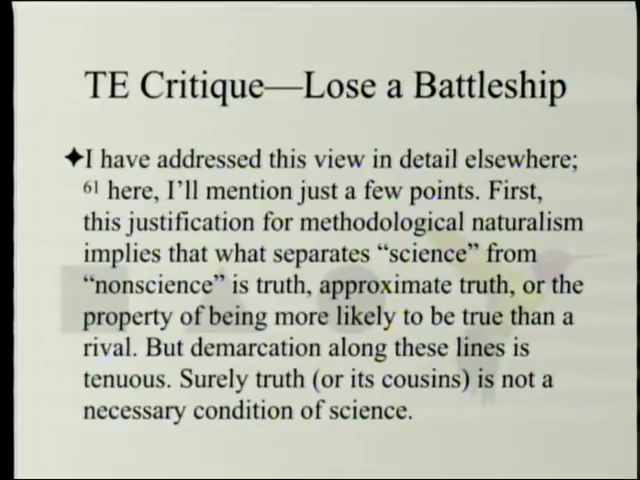 TE Critique—Lose a Battleship
✦I have addressed this view in detail elsewhere;
61 here, I’ll mention just a few points. First,
this justification for methodological naturalism
implies that what separates “science” from
“nonscience” is truth, approximate truth, or the
property of being more likely to be true than a
rival. But demarcation along these lines is
tenuous. Surely truth (or its cousins) is not a
necessary condition of science.